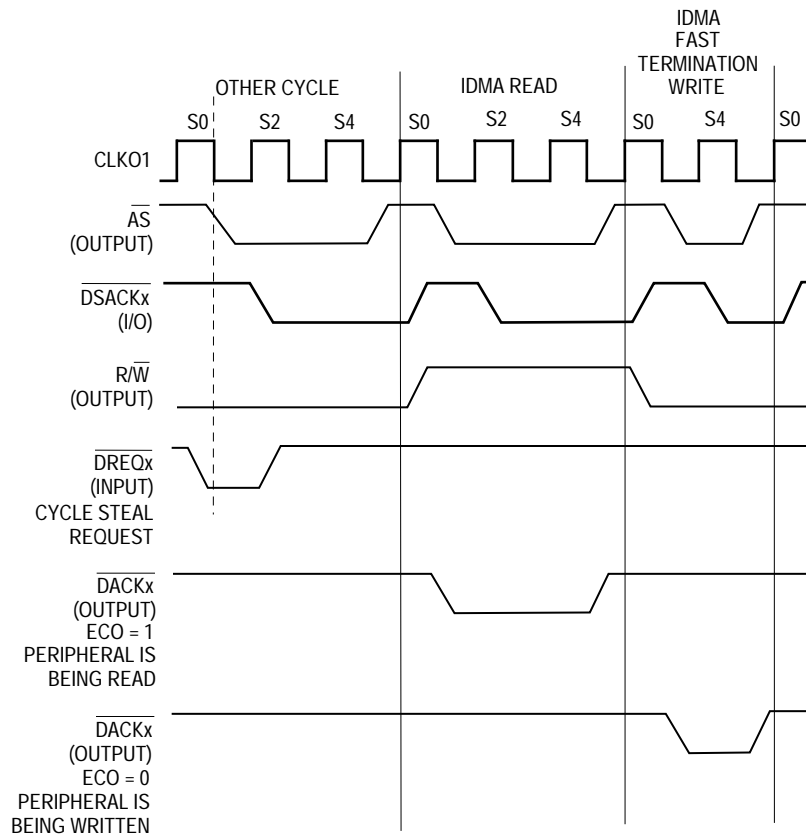 IDMA
FAST
TERMINATION
WRITE
OTHER CYCLE
IDMA READ
S0 S2 S4 S0 S2 S4 S0 S4 S0
CLKO1
AS
(OUTPUT)
DSACKx
(I/O)
R/W
(OUTPUT)
DREQx
(INPUT)
CYCLE STEAL
REQUEST
DACKx
(OUTPUT)
ECO = 1
PERIPHERAL IS
BEING READ
DACKx
(OUTPUT)
ECO = 0
PERIPHERAL IS
BEING WRITTEN